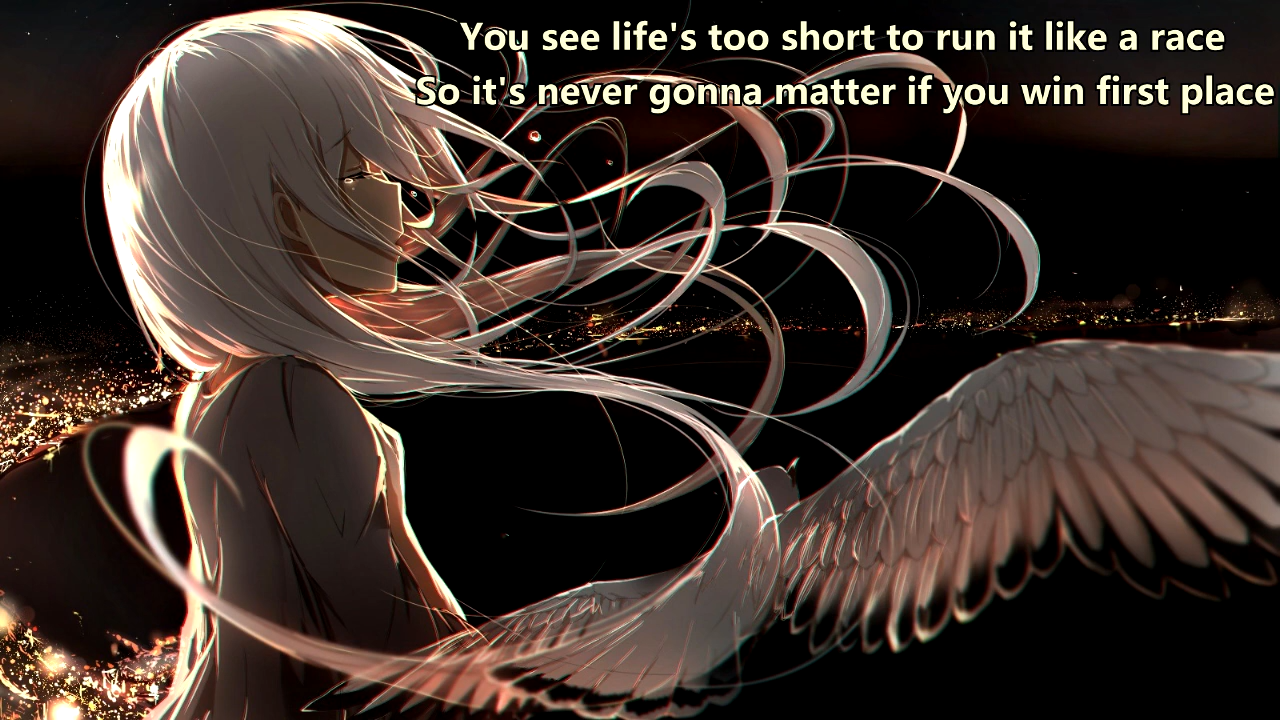 You see life's too short to run it like a race
So it's never gonna matter if you win first place